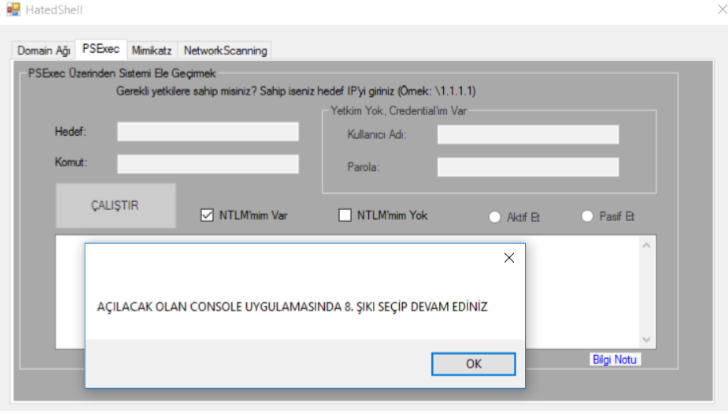 HatedShell
Domain Ağı PSExec Mimikatz NetworkScanning
PSExec Üzerinden Sistemi Ele Geçirmek
Gerekli yetkilere sahip misiniz? Sahip iseniz hedef IP'yi giriniz (Örnek: \1.1.1.1)
Yetkim Yok, Credential'ım Var
Hedef:
Kullanıcı Adı:
Komut:
Parola:
ÇALIŞTIR
NTLM'mim Var
NTLM'mim Yok
Aktif Et
Pasif Et
AÇILACAK OLAN CONSOLE UYGULAMASINDA 8. ŞIKI SEÇİP DEVAM EDİNİZ
OK
Bilgi Notu